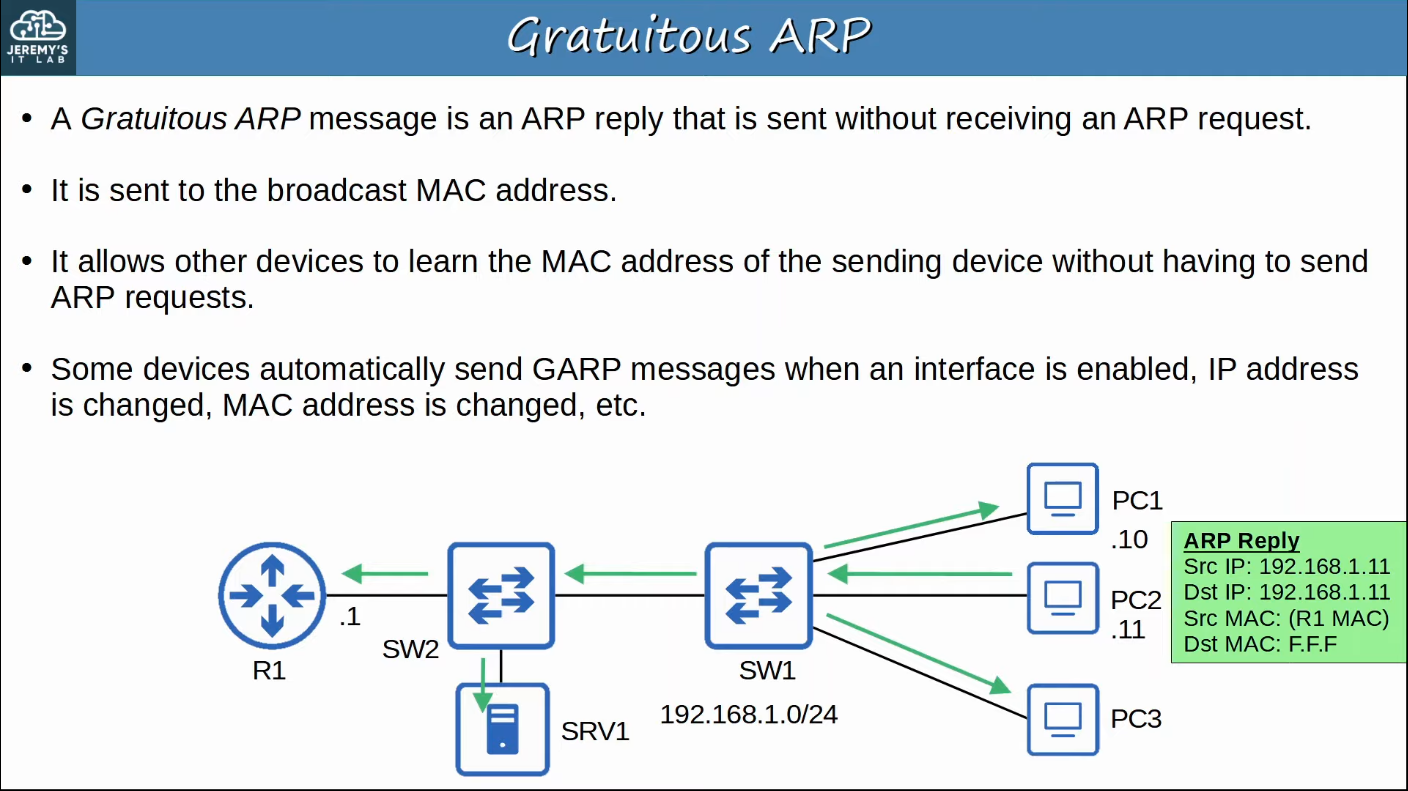 JEREMY'S
IT LAB
Gratuitous ARP
• A Gratuitous ARP message is an ARP reply that is sent without receiving an ARP request.
• It is sent to the broadcast MAC address.
• It allows other devices to learn the MAC address of the sending device without having to send
ARP requests.
• Some devices automatically send GARP messages when an interface is enabled, IP address
is changed, MAC address is changed, etc.
PC1
.10
ARP Reply
Src IP: 192.168.1.11
Dst IP: 192.168.1.11
Src MAC: (R1 MAC)
Dst MAC: F.F.F
PC2
.11
.1
SW2
R1
SW1
192.168.1.0/24
SRV1
PC3